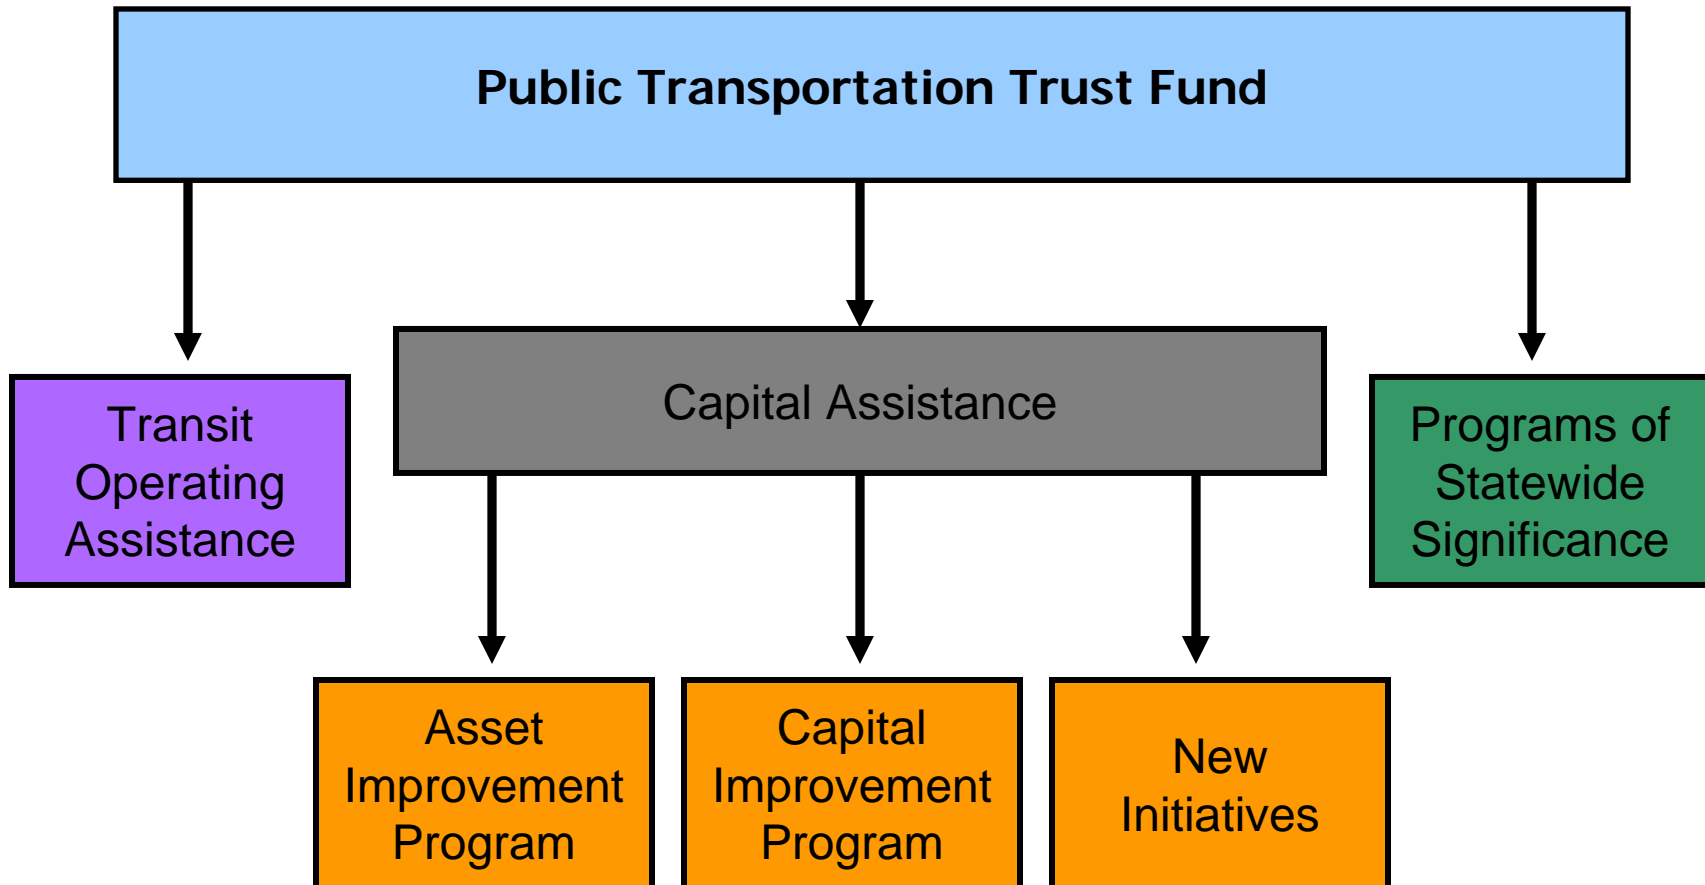 Public Transportation Trust Fund
Transit
Operating
Assistance
Capital Assistance
Programs of
Statewide
Significance
Asset
Improvement
Program
Capital
Improvement
Program
New
Initiatives